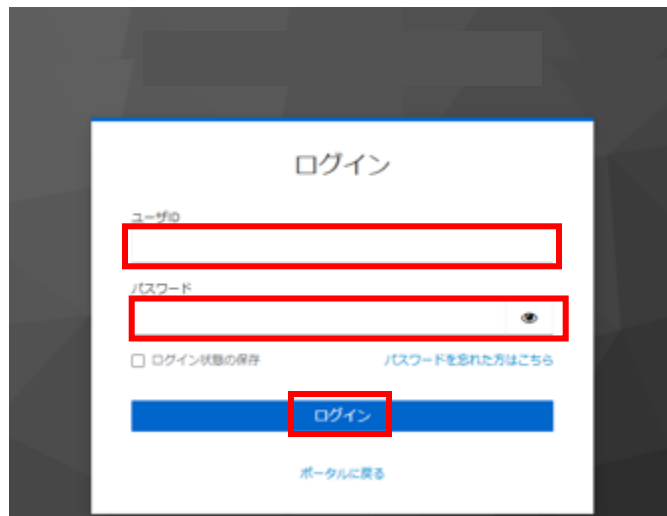 ログイン
ユーザID
パスワード
ログイン状態の保存 パスワードを忘れた方はこちら
ログイン
ポータルに戻る